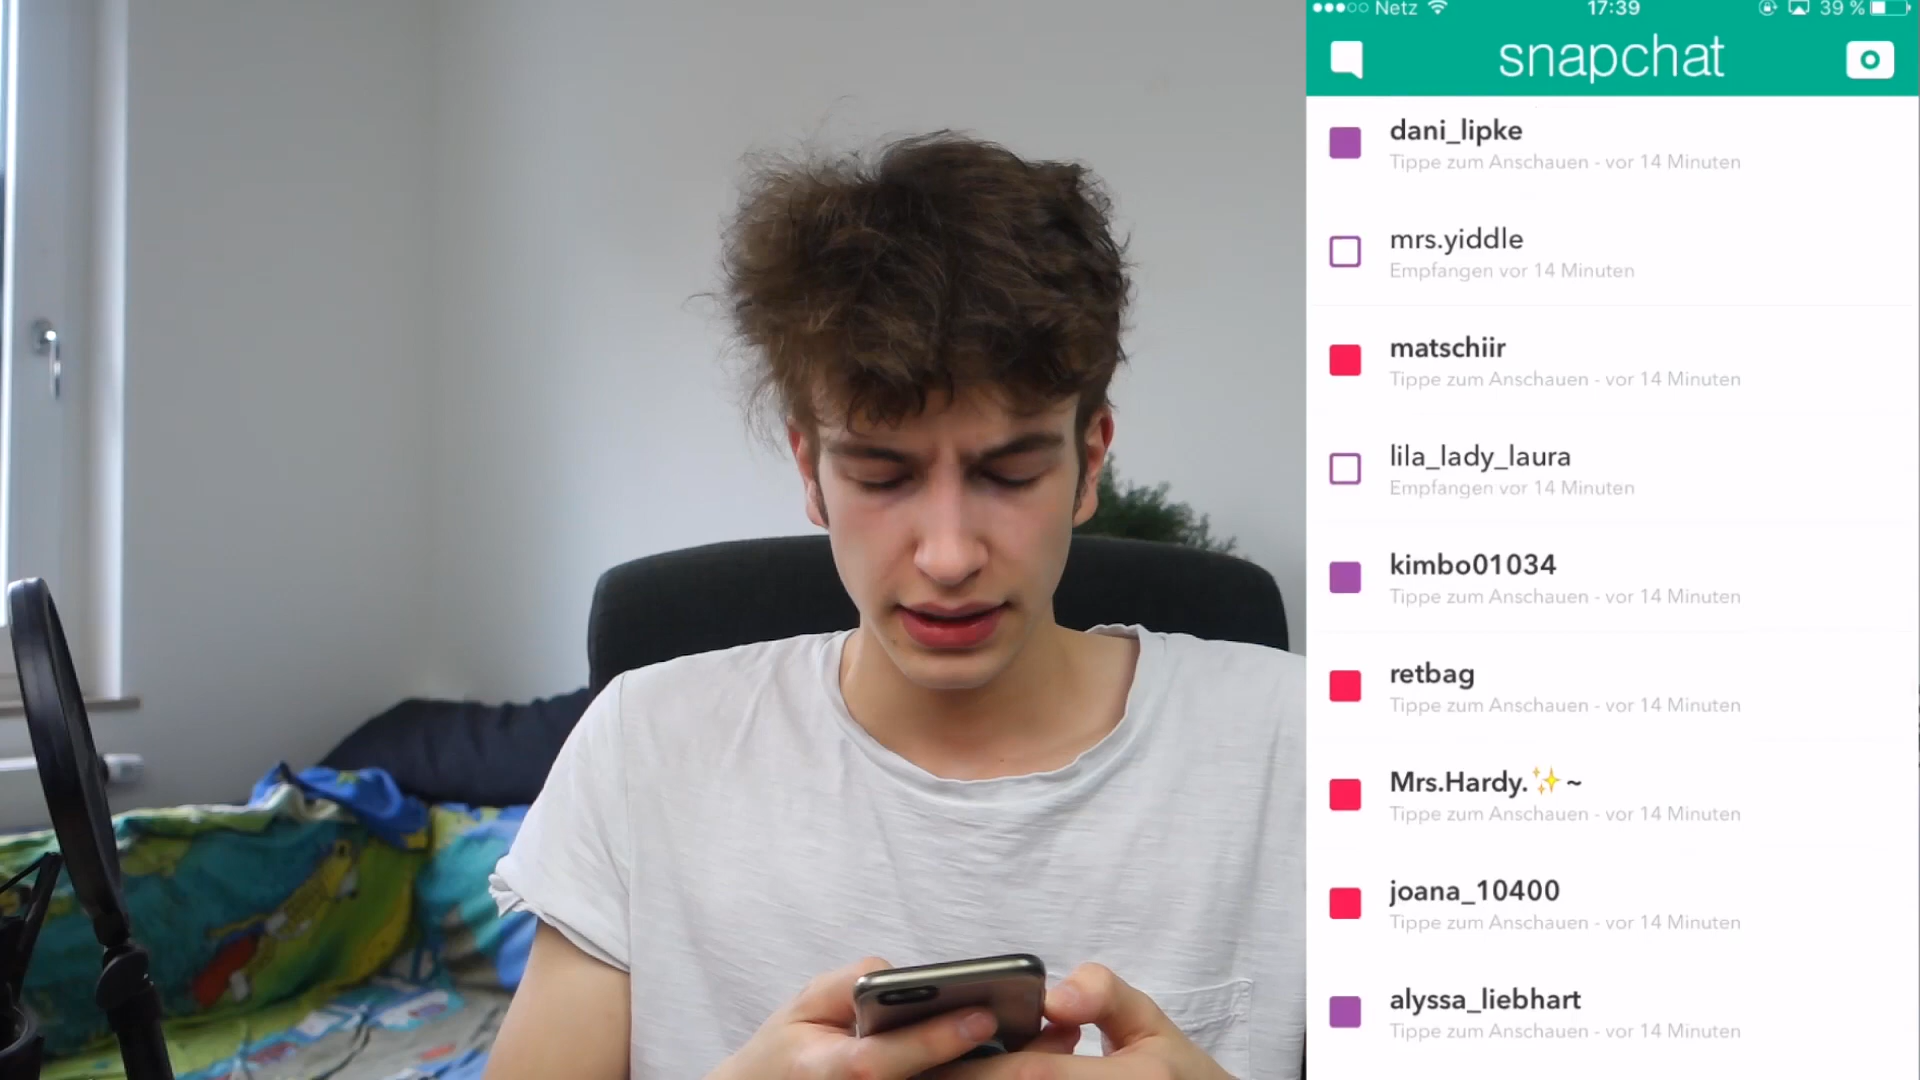 Netz 17:39 39 %
snapchat
dani_lipke
Tippe zum Anschauen - vor 14 Minuten
mrs.yiddle
Empfangen vor 14 Minuten
matschiir
Tippe zum Anschauen - vor 14 Minuten
lila_lady_laura
Empfangen vor 14 Minuten
kimbo01034
Tippe zum Anschauen - vor 14 Minuten
retbag
Tippe zum Anschauen - vor 14 Minuten
Mrs.Hardy.✨~
Tippe zum Anschauen - vor 14 Minuten
joana_10400
Tippe zum Anschauen - vor 14 Minuten
alyssa_liebhart
Tippe zum Anschauen - vor 14 Minuten